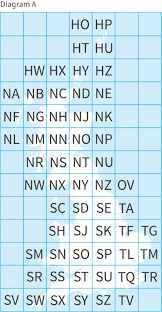 Diagram A
HO HP
HT HU
HW HX HY HZ
NA NB NC ND NE
NF NG NH NJ NK
NL NM NN NO NP
NR NS NT NU
NW NX NY NZ OV
SC SD SE TA
SH SJ SK TF TG
SM SN SO SP TL TM
SR SS ST SU TQ TR
SV SW SX SY SZ TV